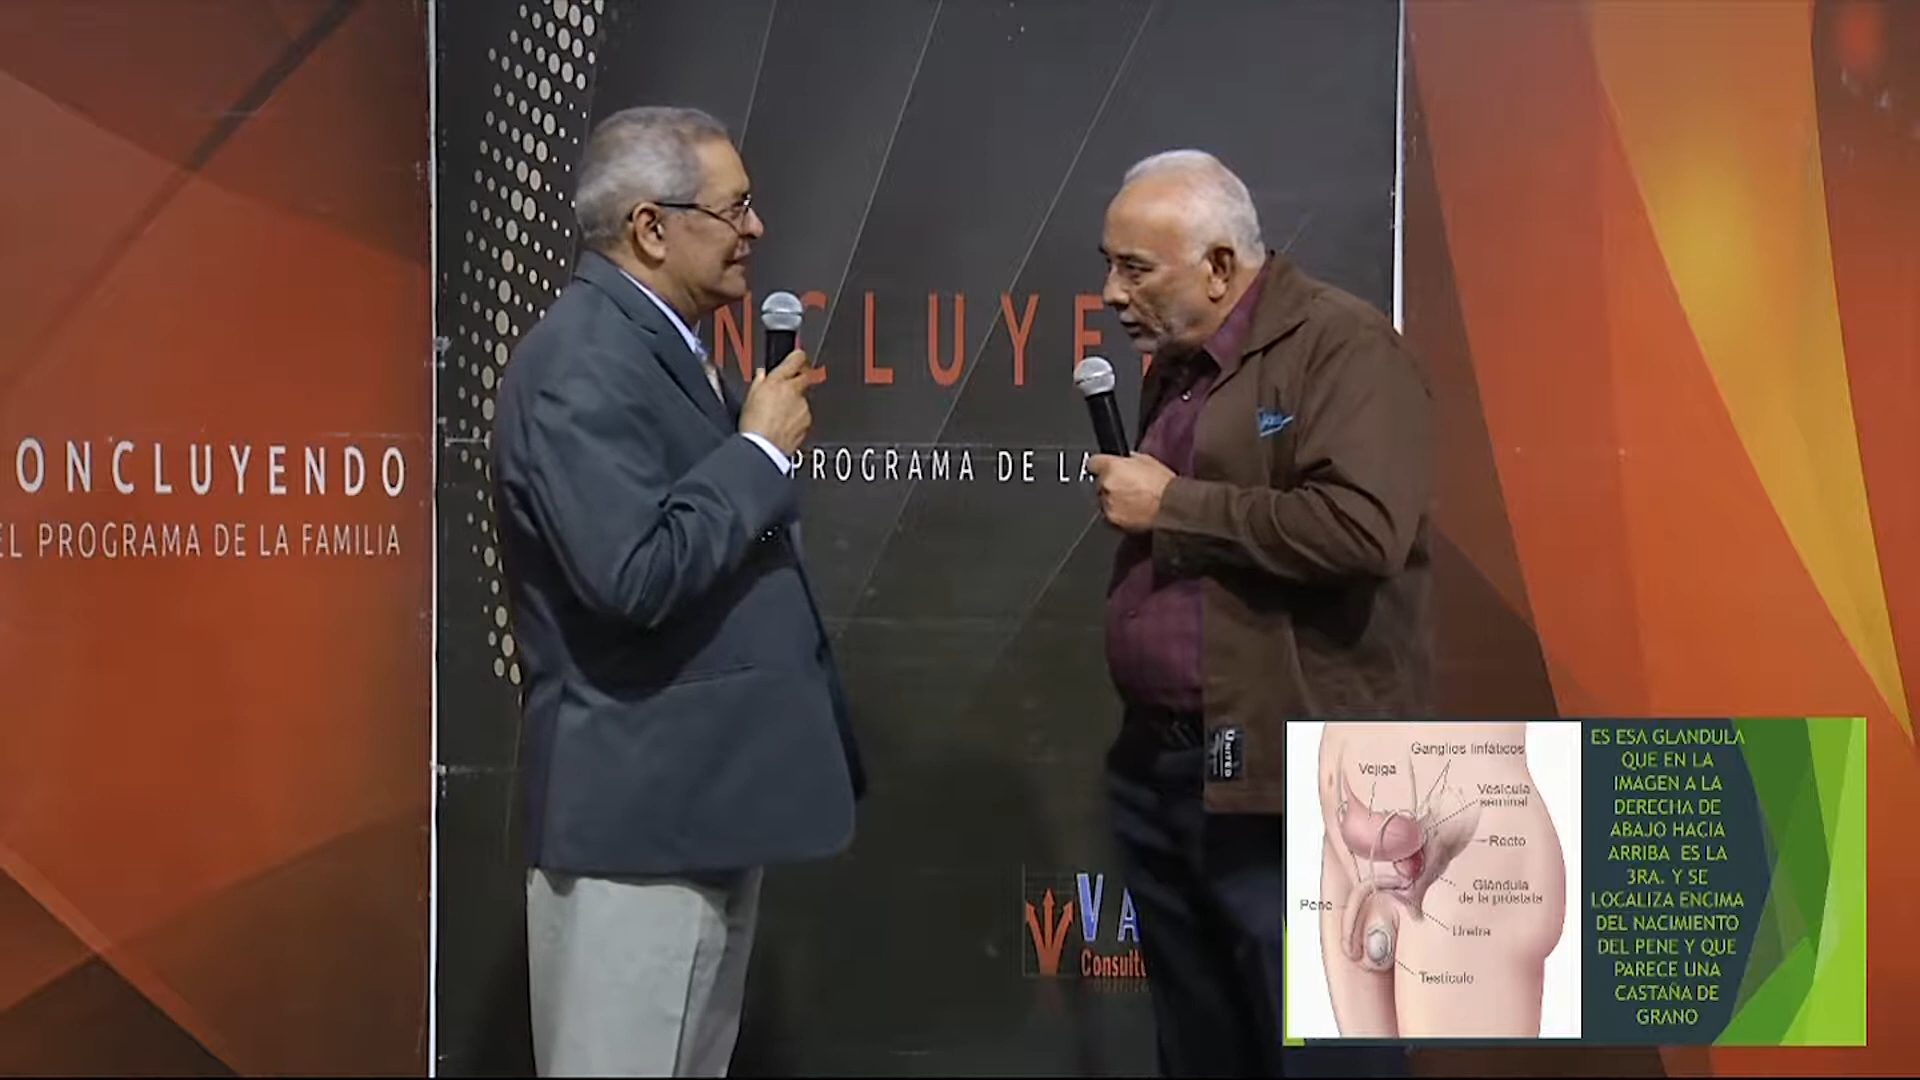 ONCLUYENDO
EL PROGRAMA DE LA FAMILIA
NCLUYE
PROGRAMA DE LA
VA
UNITED
Ganglios linfáticos
Vejiga
Vesícula
seminal
Recto
Glándula
de la próstata
Pene
Uretra
Testículo
ES ESA GLANDULA
QUE EN LA
IMAGEN A LA
DERECHA DE
ABAJO HACIA
ARRIBA ES LA
3RA. Y SE
LOCALIZA ENCIMA
DEL NACIMIENTO
DEL PENE Y QUE
PARECE UNA
CASTAÑA DE
GRANO